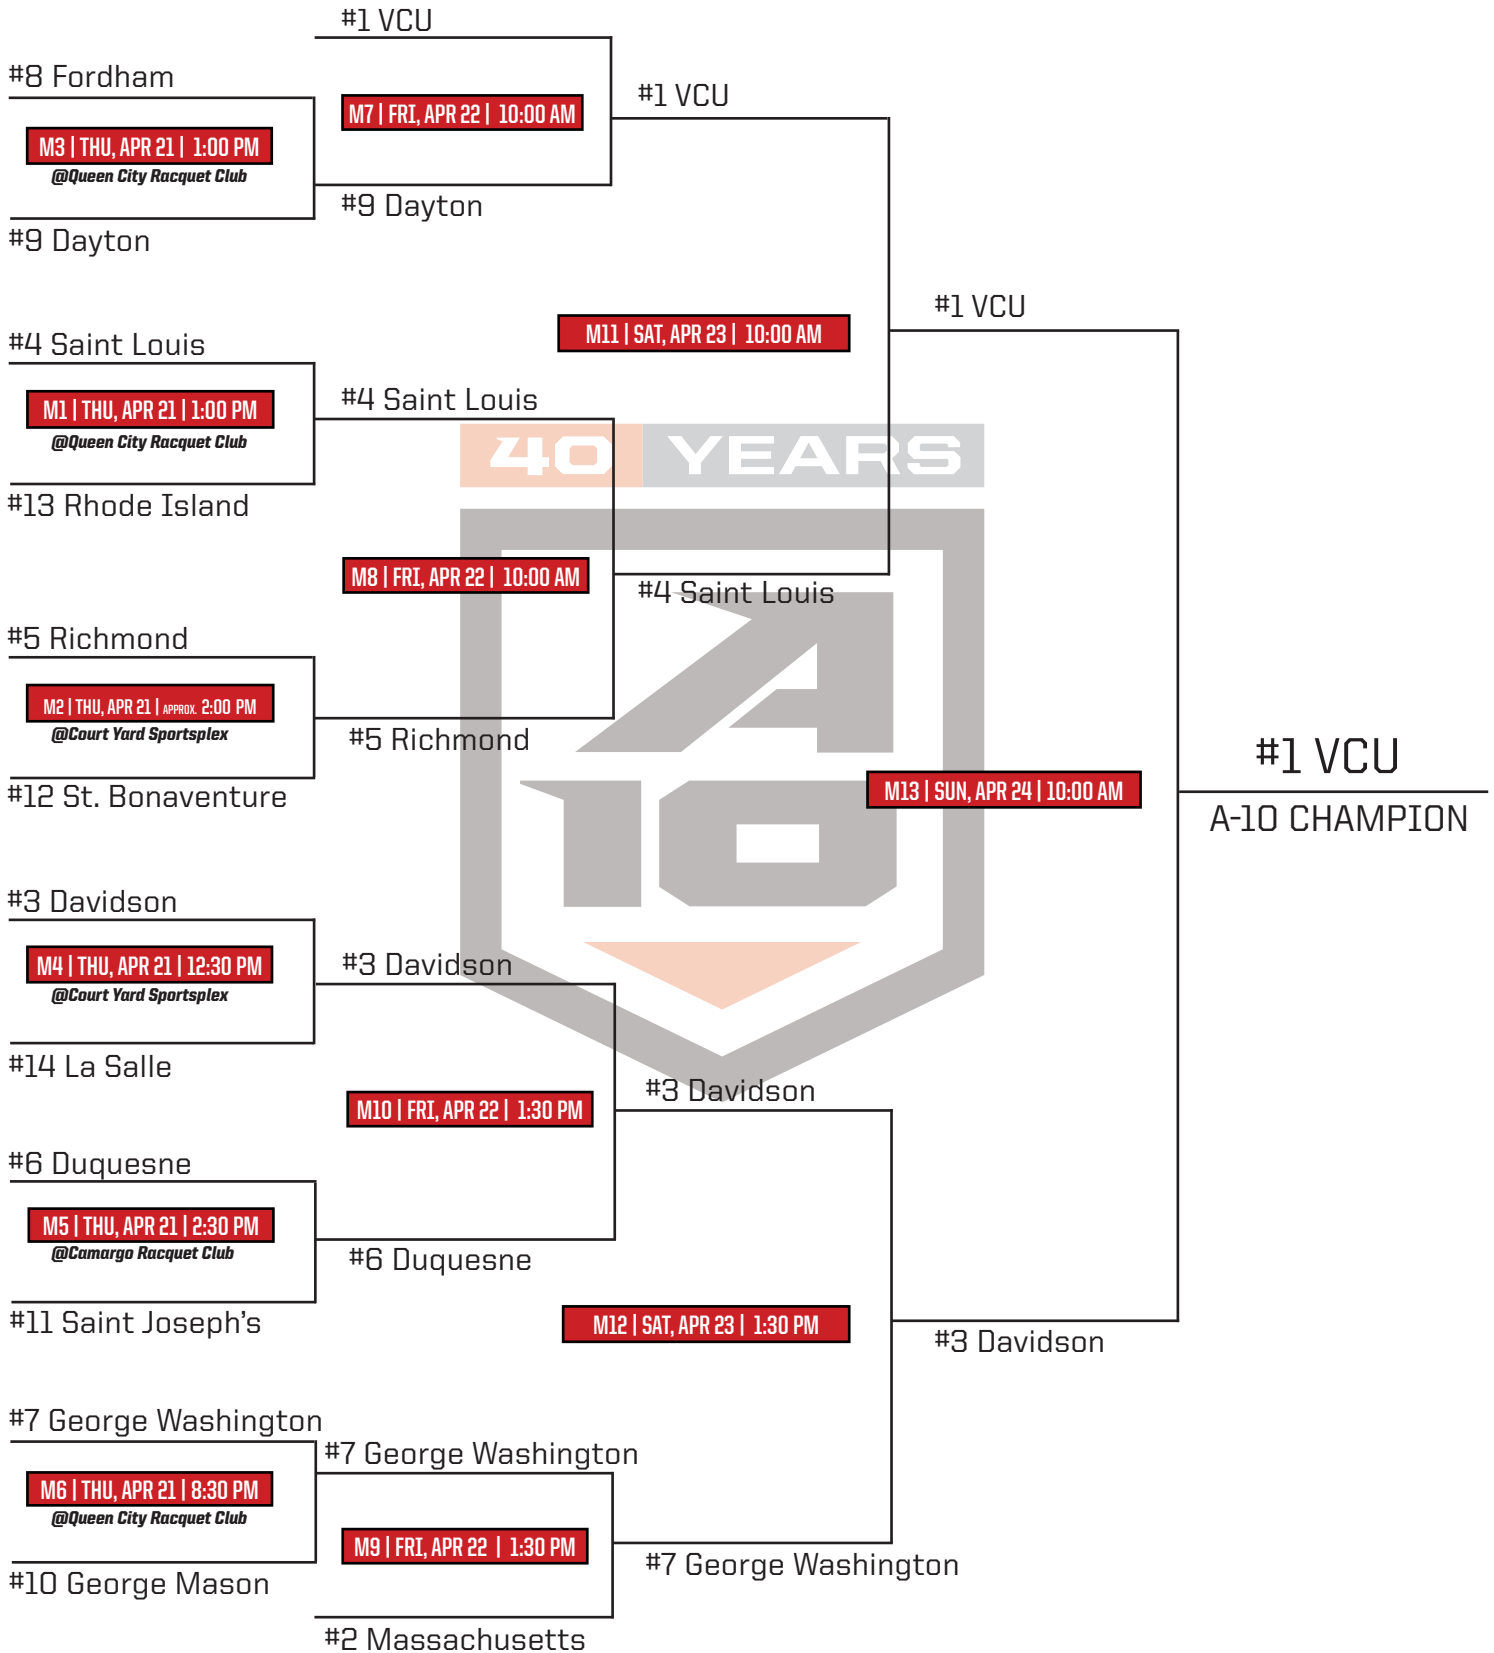 #1 VCU
#8 Fordham
M7 | FRI, APR 22 | 10:00 AM
#1 VCU
M3 | THU, APR 21 | 1:00 PM
@Queen City Racquet Club
#9 Dayton
#9 Dayton
#1 VCU
M11 | SAT, APR 23 | 10:00 AM
#4 Saint Louis
#4 Saint Louis
M1 | THU, APR 21 | 1:00 PM
@Queen City Racquet Club
40 YEARS
#13 Rhode Island
M8 | FRI, APR 22 | 10:00 AM
#4 Saint Louis
#5 Richmond
M2 | THU, APR 21 | APPROX. 2:00 PM
@Court Yard Sportsplex
#5 Richmond
#12 St. Bonaventure
A
10
#1 VCU
M13 | SUN, APR 24 | 10:00 AM
A-10 CHAMPION
#3 Davidson
M4 | THU, APR 21 | 12:30 PM
@Court Yard Sportsplex
#3 Davidson
#14 La Salle
#3 Davidson
M10 | FRI, APR 22 | 1:30 PM
#6 Duquesne
M5 | THU, APR 21 | 2:30 PM
@Camargo Racquet Club
#6 Duquesne
#11 Saint Joseph's
M12 | SAT, APR 23 | 1:30 PM
#3 Davidson
#7 George Washington
#7 George Washington
M6 | THU, APR 21 | 8:30 PM
@Queen City Racquet Club
M9 | FRI, APR 22 | 1:30 PM
#7 George Washington
#10 George Mason
#2 Massachusetts